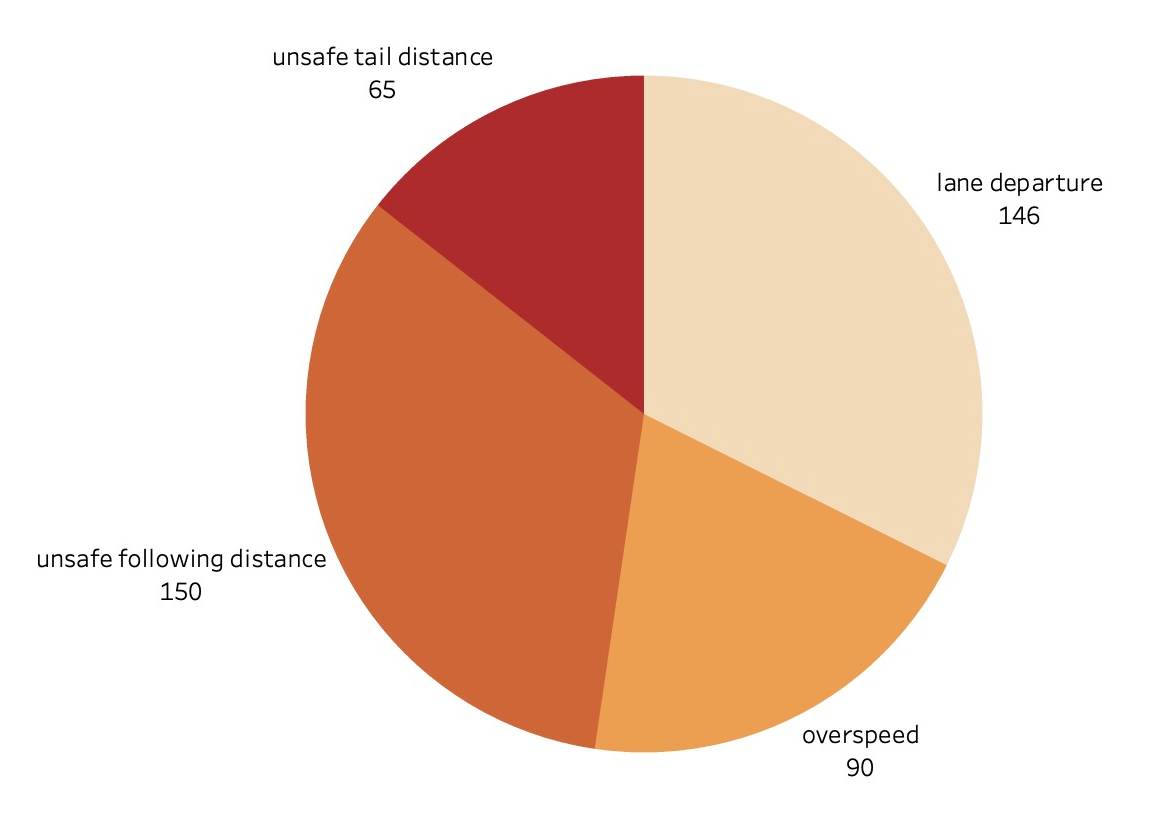 unsafe tail distance
65
lane departure
146
unsafe following distance
150
overspeed
90